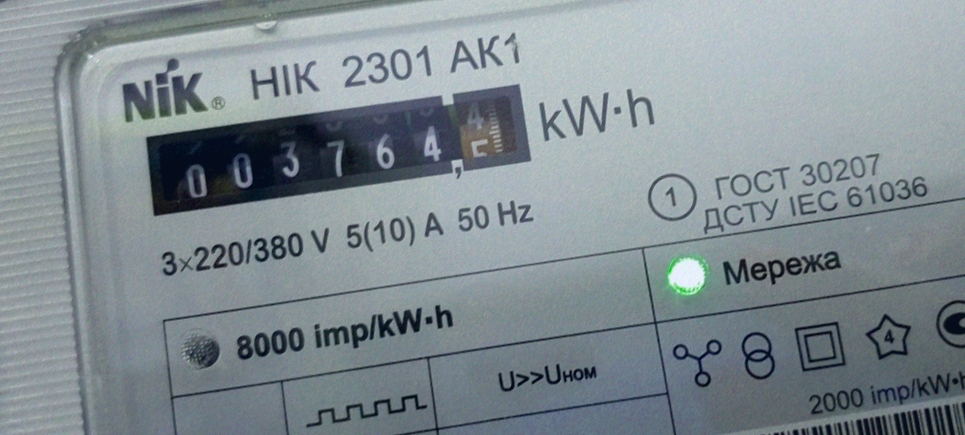 NiK® НІК 2301 АК1
003764, kW·h
3×220/380 V 5(10) A 50 Hz
1 ГОСТ 30207
ДСТУ IEC 61036
Мережа
8000 imp/kW·h
U>>Uном
4
2000 imp/kW·h